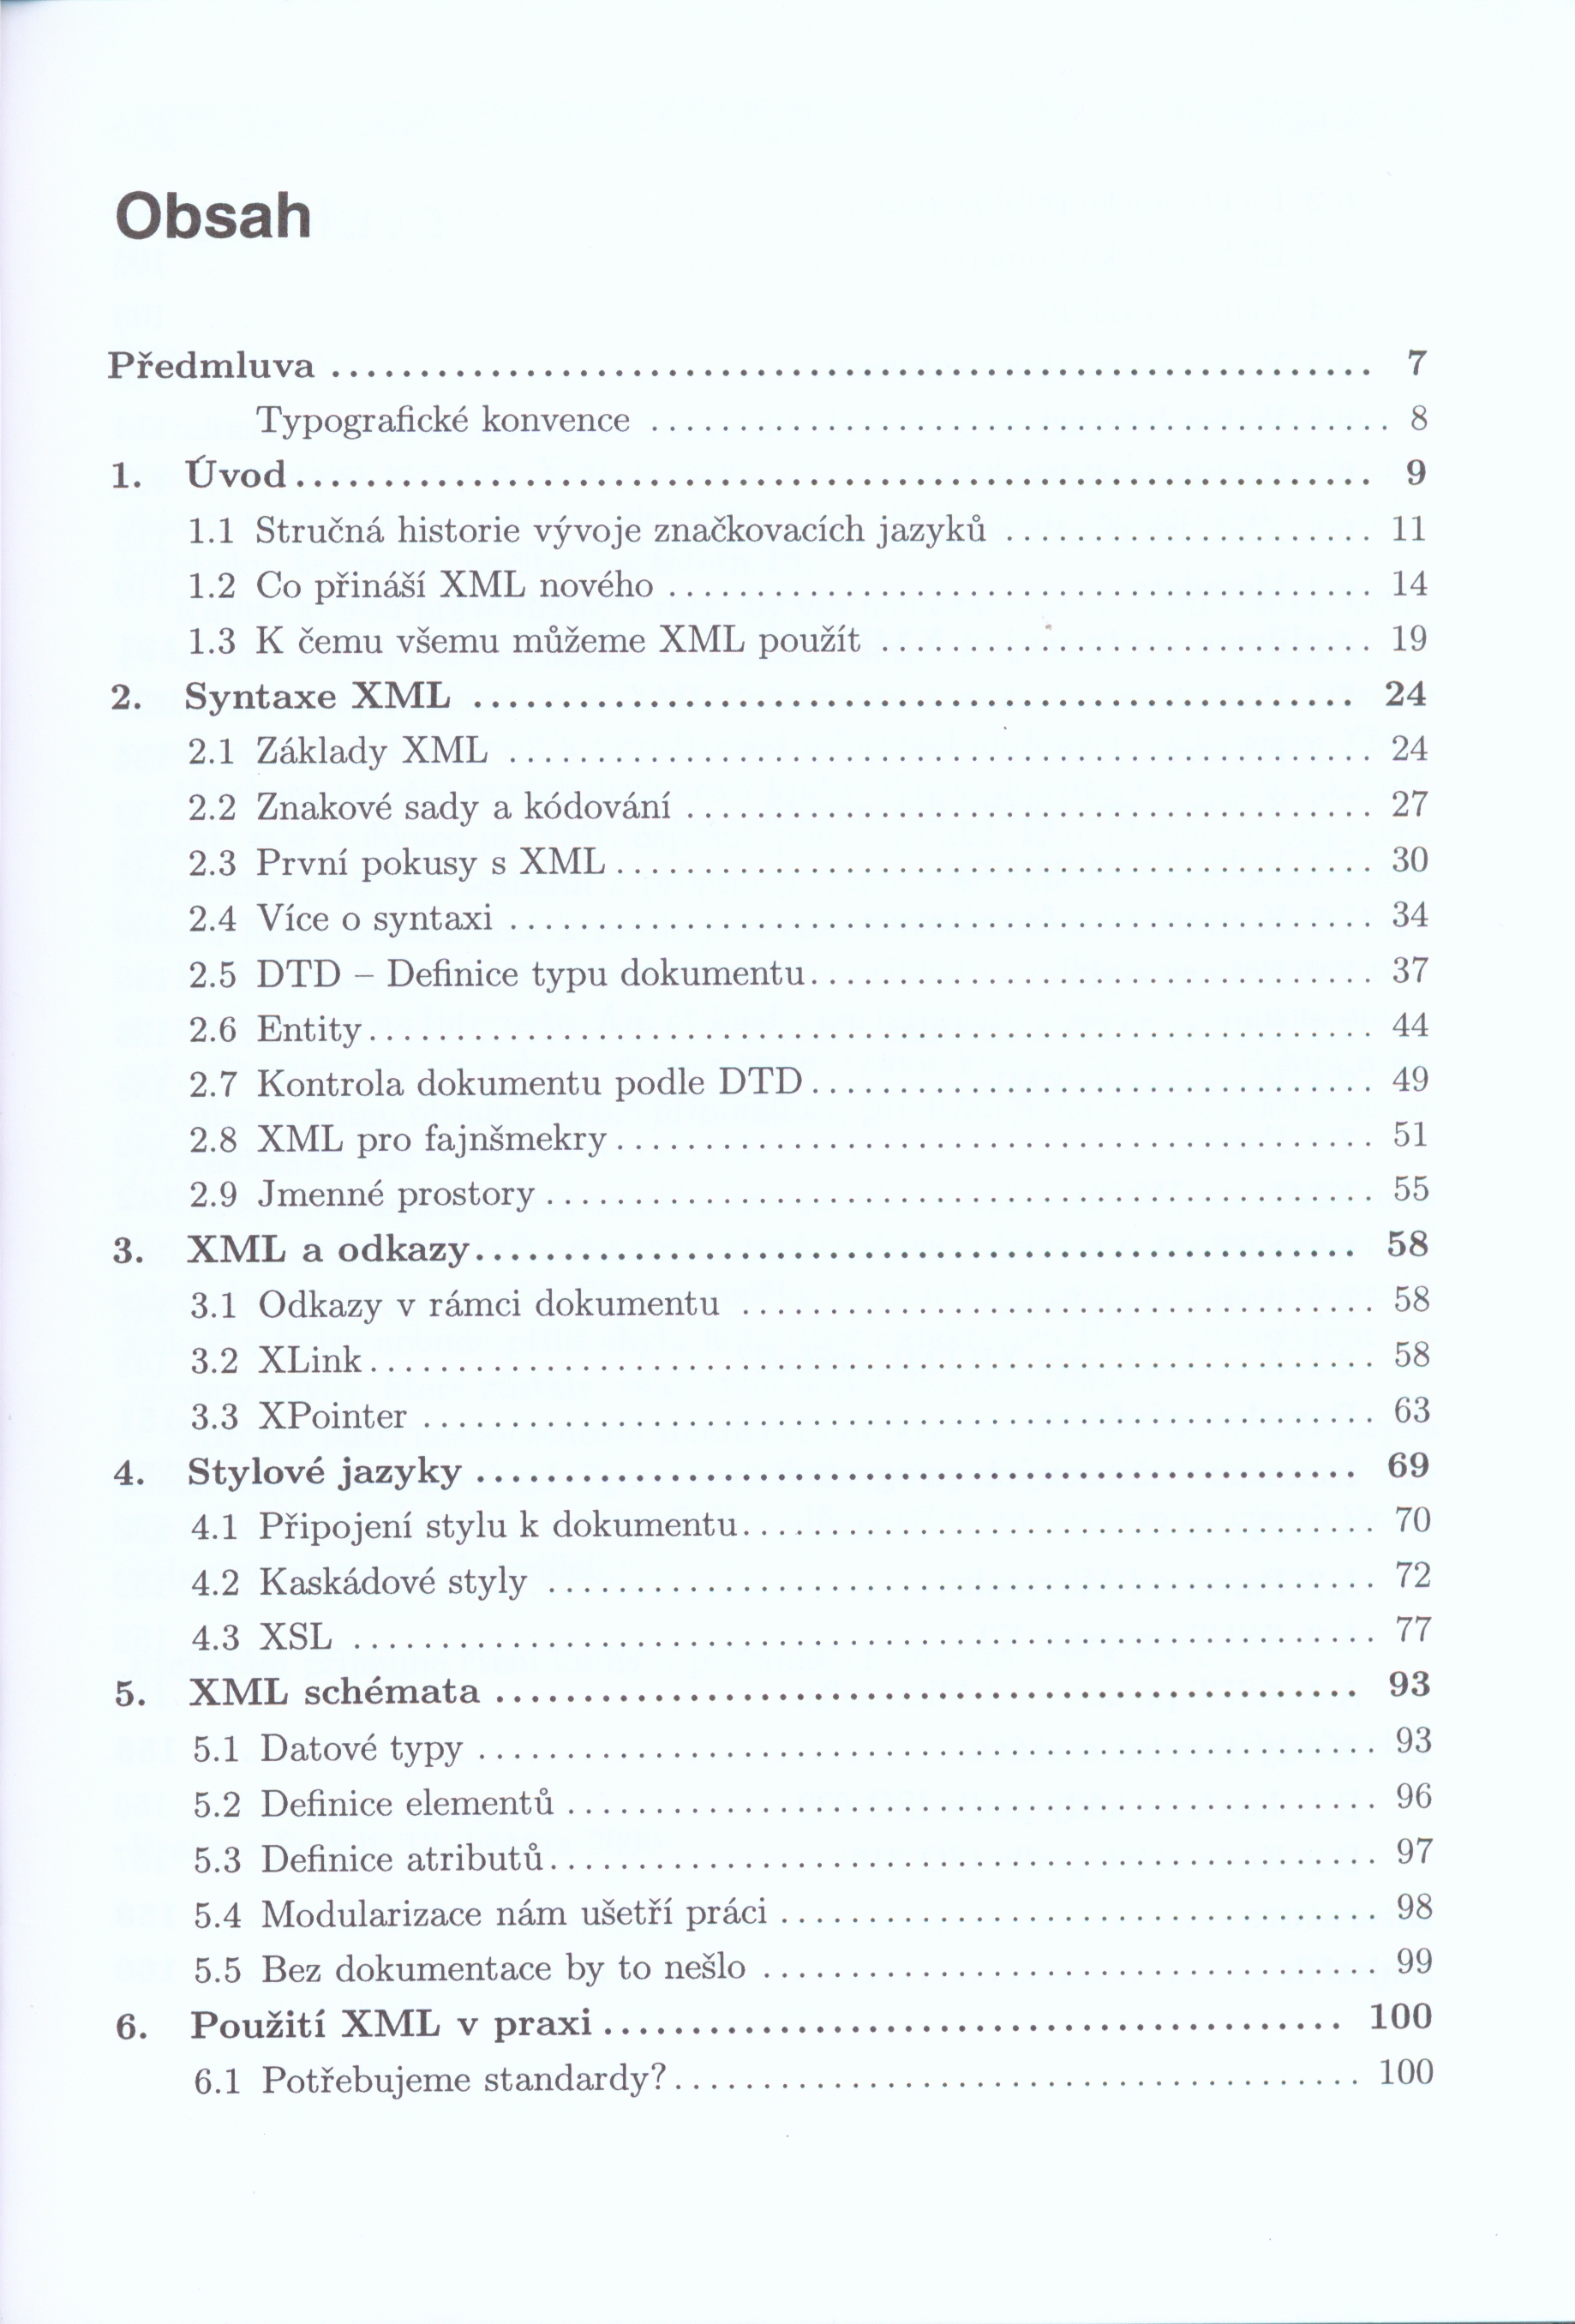 Obsah
Předmluva 7
Typografické konvence 8
1. Úvod 9
1.1 Stručná historie vývoje značkovacích jazyků 11
1.2 Co přináší XML nového 14
1.3 K čemu všemu můžeme XML použít 19
2. Syntaxe XML 24
2.1 Základy XML 24
2.2 Znakové sady a kódování 27
2.3 První pokusy s XML 30
2.4 Více o syntaxi 34
2.5 DTD – Definice typu dokumentu 37
2.6 Entity 44
2.7 Kontrola dokumentu podle DTD 49
2.8 XML pro fajnšmekry 51
2.9 Jmenné prostory 55
3. XML a odkazy 58
3.1 Odkazy v rámci dokumentu 58
3.2 XLink 58
3.3 XPointer 63
4. Stylové jazyky 69
4.1 Připojení stylu k dokumentu 70
4.2 Kaskádové styly 72
4.3 XSL 77
5. XML schémata 93
5.1 Datové typy 93
5.2 Definice elementů 96
5.3 Definice atributů 97
5.4 Modularizace nám ušetří práci 98
5.5 Bez dokumentace by to nešlo 99
6. Použití XML v praxi 100
6.1 Potřebujeme standardy? 100